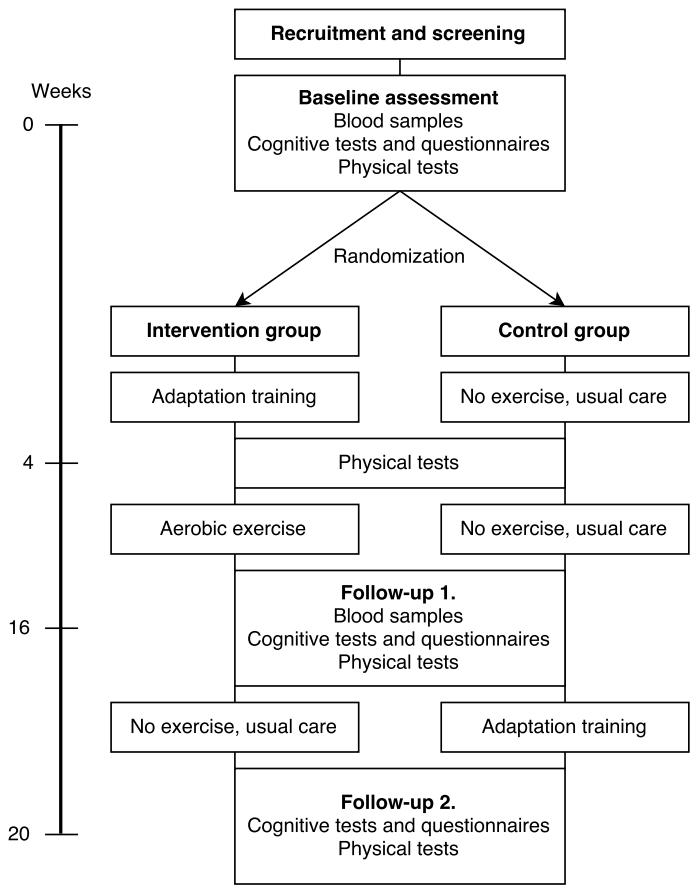 Recruitment and screening
Weeks
Baseline assessment
Blood samples
Cognitive tests and questionnaires
Physical tests
0
Randomization
Intervention group
Control group
Adaptation training
No exercise, usual care
4
Physical tests
Aerobic exercise
No exercise, usual care
Follow-up 1.
Blood samples
16
Cognitive tests and questionnaires
Physical tests
No exercise, usual care
Adaptation training
Follow-up 2.
Cognitive tests and questionnaires
20
Physical tests